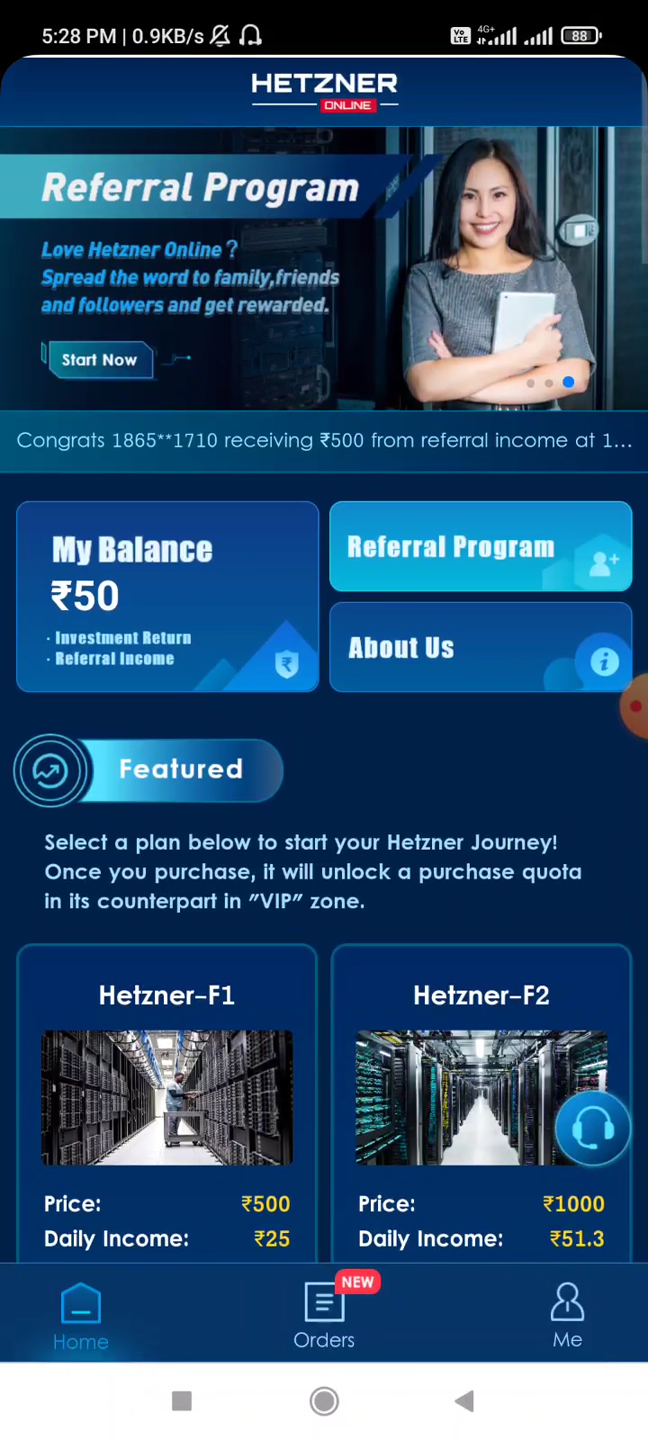 5:28 PM | 0.9KB/s
Vo LTE 4G+ 88
HETZNER
ONLINE
Referral Program
Love Hetzner Online?
Spread the word to family,friends
and followers and get rewarded.
Start Now
Congrats 1865**1710 receiving ₹500 from referral income at 1...
My Balance
₹50
· Investment Return
· Referral Income
Referral Program
About Us
Featured
Select a plan below to start your Hetzner Journey!
Once you purchase, it will unlock a purchase quota
in its counterpart in "VIP" zone.
Hetzner-F1
Price: ₹500
Daily Income: ₹25
Hetzner-F2
Price: ₹1000
Daily Income: ₹51.3
Home
NEW
Orders
Me